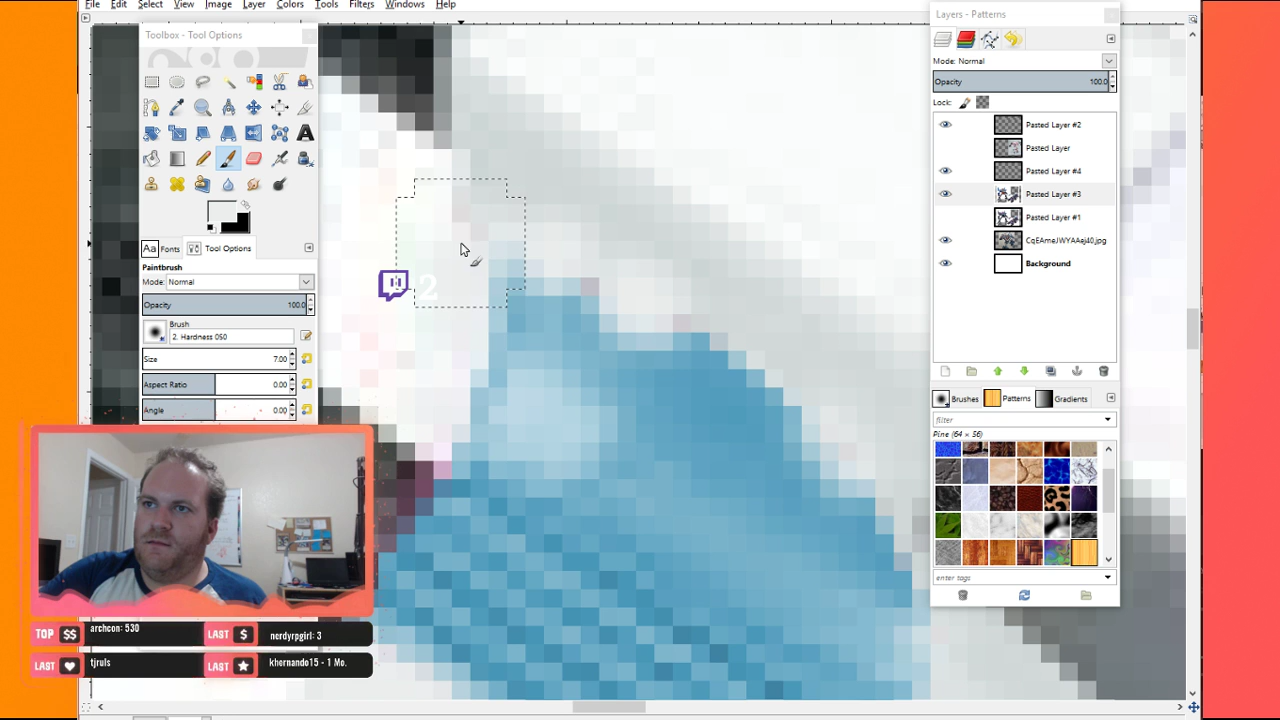 File Edit Select View Image Layer Colors Tools Filters Windows Help
Toolbox - Tool Options
Aa Fonts Tool Options
Paintbrush
Mode: Normal
Opacity 100.0
Brush
2. Hardness 050
Size 7.00
Aspect Ratio 0.00
Angle 0.00
2
TOP $$ archcon: 530 LAST $ nerdyrpgirl: 3
LAST tjruls LAST khernando15 - 1 Mo.
Layers - Patterns
Mode: Normal
Opacity 100.0
Lock:
Pasted Layer #2
Pasted Layer
Pasted Layer #4
Pasted Layer #3
Pasted Layer #1
CqEAmeJWYAAej40.jpg
Background
Brushes Patterns Gradients
filter
Pine (64 × 56)
enter tags